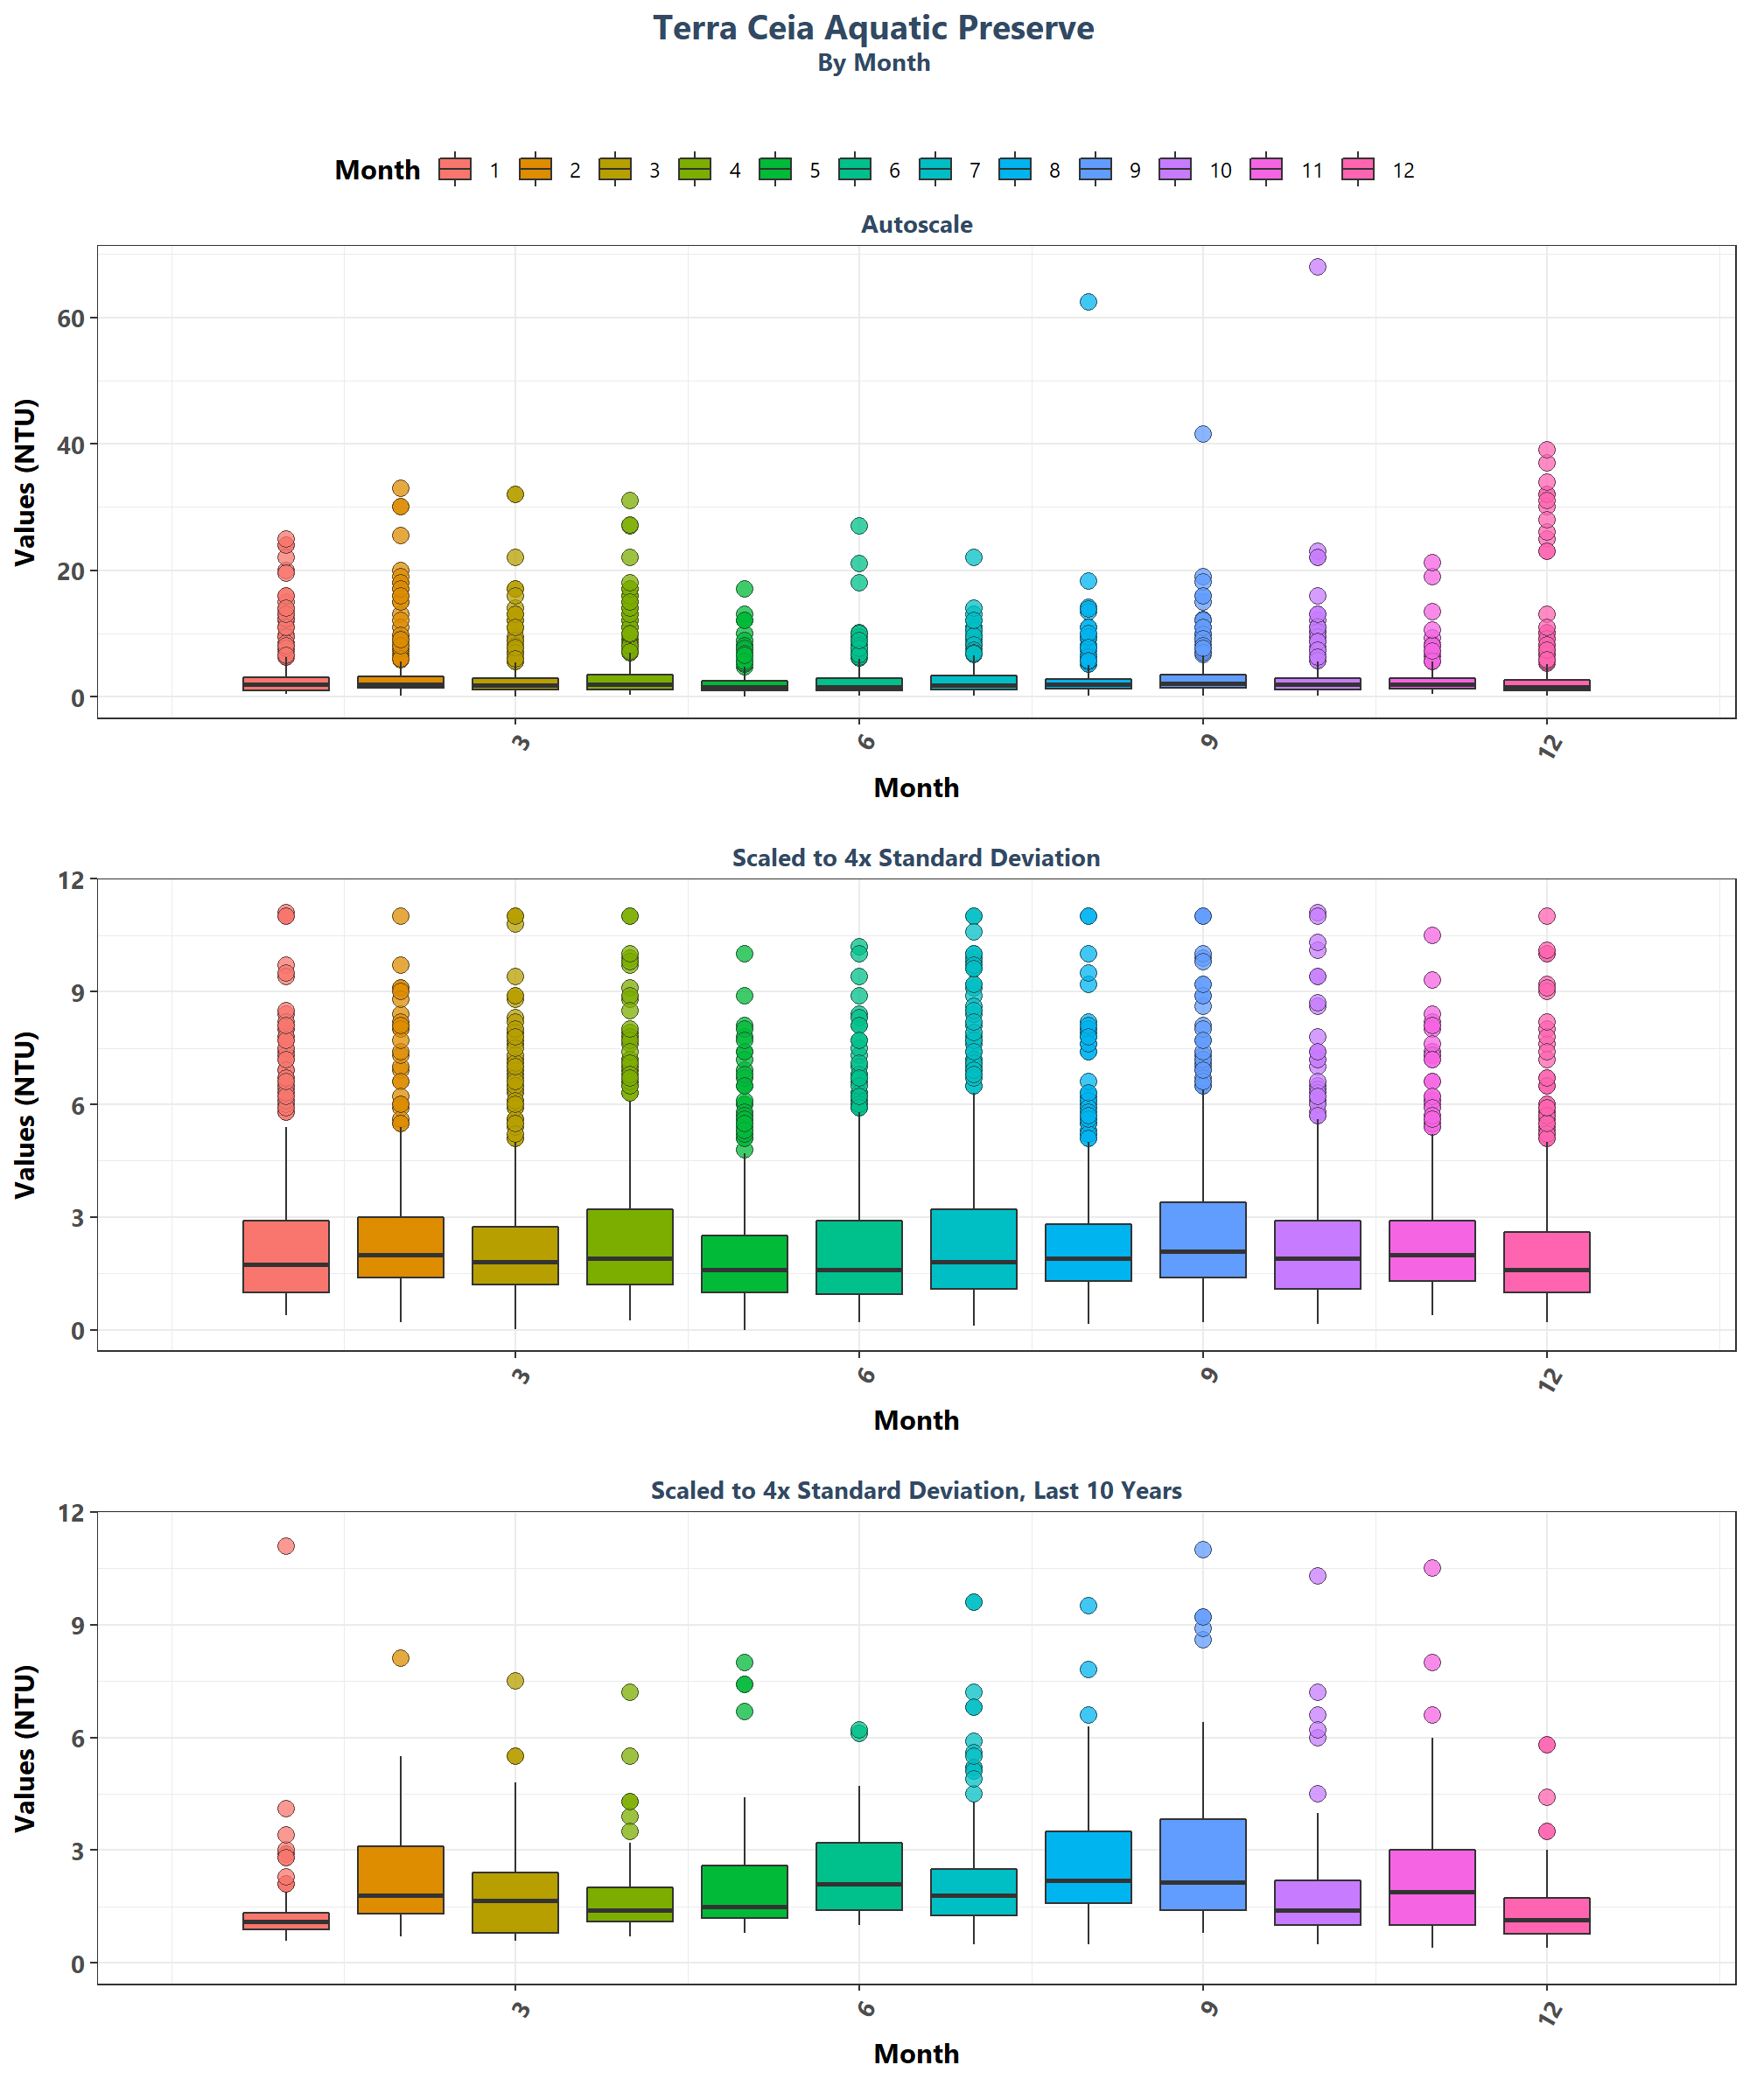 Terra Ceia Aquatic Preserve
By Month
Month 1 2 3 4 5 6 7 8 9 10 11 12
Autoscale
Values (NTU)
60
40
20
0
3 6 9 12
Month
Scaled to 4x Standard Deviation
Values (NTU)
12
9
6
3
0
3 6 9 12
Month
Scaled to 4x Standard Deviation, Last 10 Years
Values (NTU)
12
9
6
3
0
3 6 9 12
Month